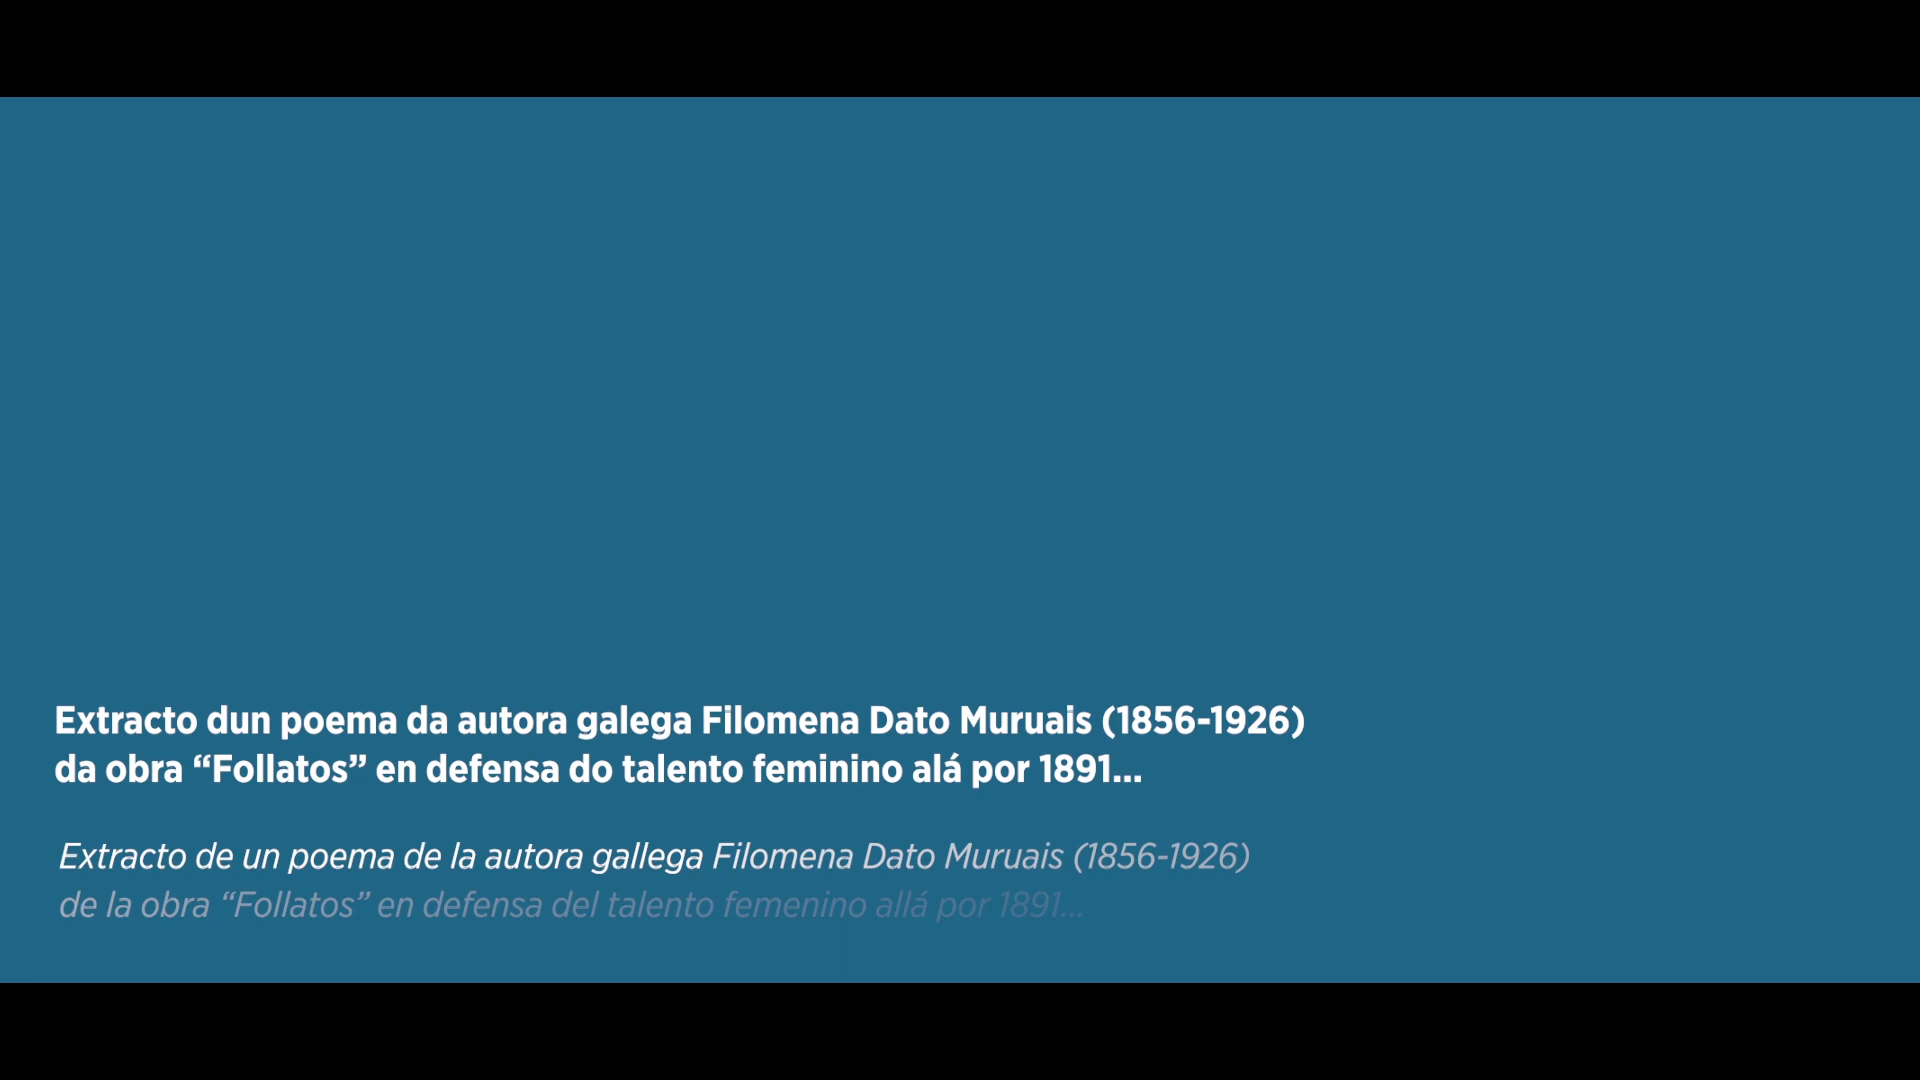 Extracto dun poema da autora galega Filomena Dato Muruais (1856-1926)
da obra “Follatos” en defensa do talento feminino alá por 1891...
Extracto de un poema de la autora gallega Filomena Dato Muruais (1856-1926)
de la obra “Follatos” en defensa del talento femenino allá por 1891...